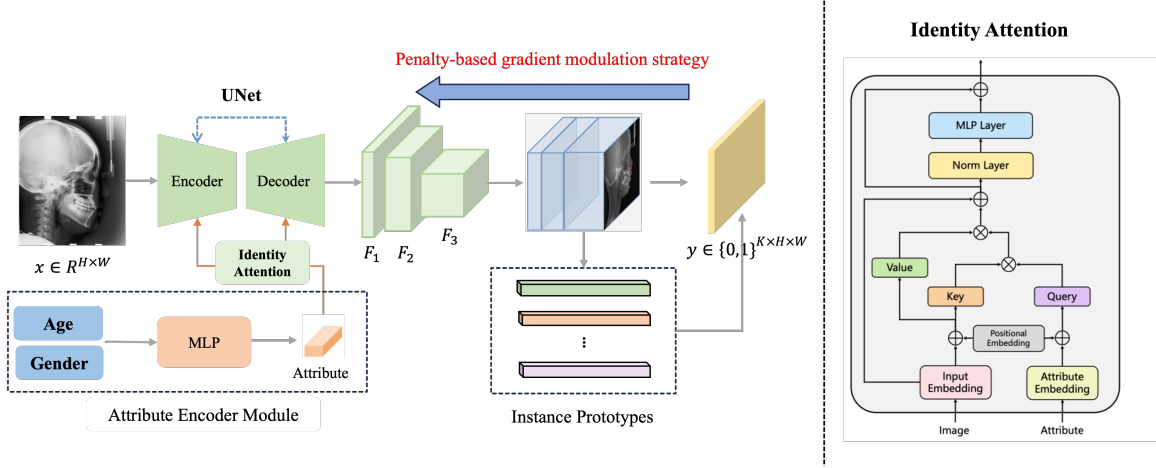 Identity Attention
Penalty-based gradient modulation strategy
UNet
Encoder
Decoder
F₁
F₂
F₃
x ∈ R^{H×W}
y ∈ {0,1}^{K×H×W}
Identity
Attention
Age
Gender
MLP
Attribute
Attribute Encoder Module
⋮
Instance Prototypes
MLP Layer
Norm Layer
Value
Key
Query
Positional
Embedding
Input
Embedding
Attribute
Embedding
Image
Attribute